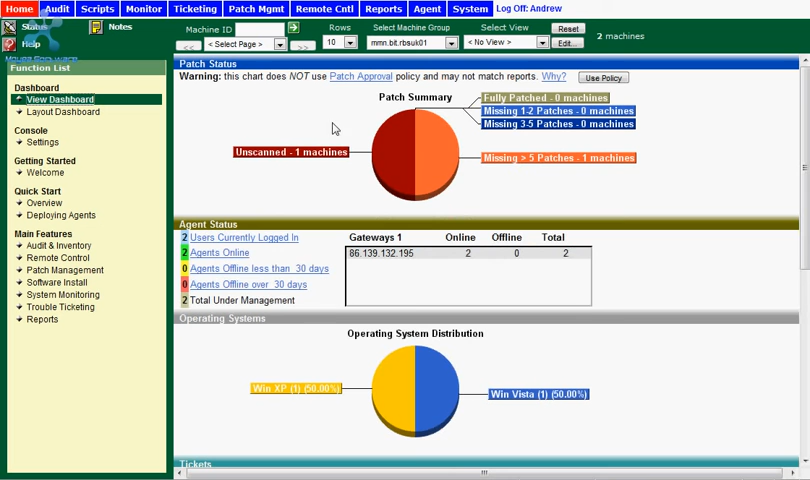 Home Audit Scripts Monitor Ticketing Patch Mgmt Remote Cntl Reports Agent System Log Off: Andrew
Status Notes
Help
Machine ID
<< < Select Page > >>
Rows
10
Select Machine Group
mmn.bit.rbsuk01
Select View
< No View >
Reset
Edit...
2 machines
Function List
Dashboard
View Dashboard
Layout Dashboard
Console
Settings
Getting Started
Welcome
Quick Start
Overview
Deploying Agents
Main Features
Audit & Inventory
Remote Control
Patch Management
Software Install
System Monitoring
Trouble Ticketing
Reports
Patch Status
Warning: this chart does NOT use Patch Approval policy and may not match reports. Why? Use Policy
Patch Summary
Fully Patched - 0 machines
Missing 1-2 Patches - 0 machines
Missing 3-5 Patches - 0 machines
Unscanned - 1 machines
Missing > 5 Patches - 1 machines
Agent Status
2 Users Currently Logged In
2 Agents Online
0 Agents Offline less than 30 days
0 Agents Offline over 30 days
2 Total Under Management
Gateways 1 Online Offline Total
86.139.132.195 2 0 2
Operating Systems
Operating System Distribution
Win XP (1) (50.00%)
Win Vista (1) (50.00%)
Tickets